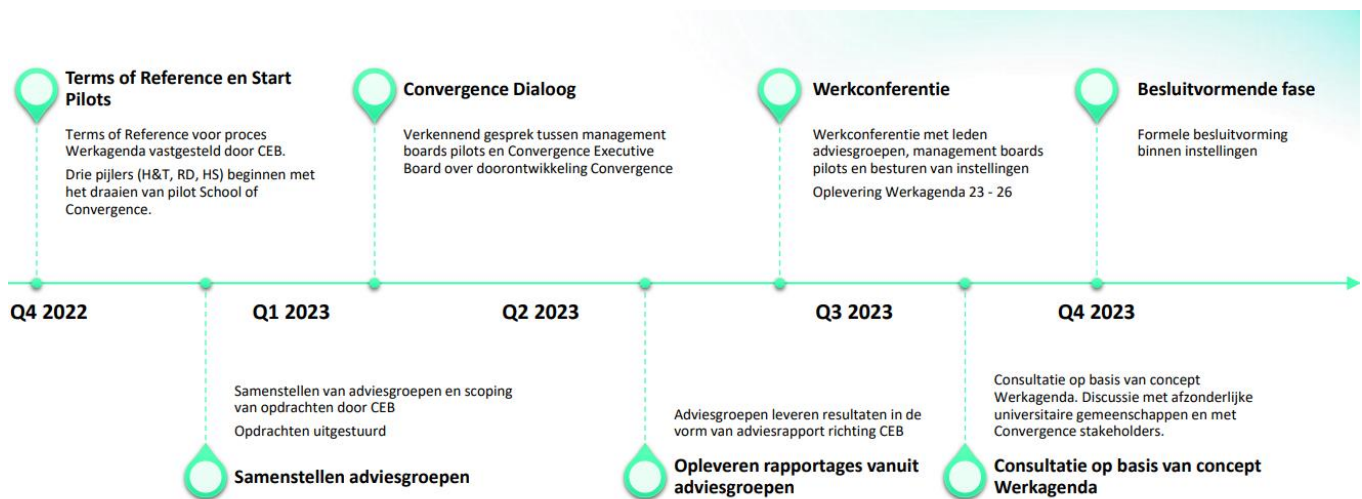 Terms of Reference en Start
Pilots
Terms of Reference voor proces
Werkagenda vastgesteld door CEB.
Drie pijlers (H&T, RD, HS) beginnen met
het draaien van pilot School of
Convergence.
Convergence Dialoog
Verkennend gesprek tussen management
boards pilots en Convergence Executive
Board over doorontwikkeling Convergence
Werkconferentie
Werkconferentie met leden
adviesgroepen, management boards
pilots en besturen van instellingen
Oplevering Werkagenda 23 - 26
Besluitvormende fase
Formele besluitvorming
binnen instellingen
Q4 2022
Q1 2023
Q2 2023
Q3 2023
Q4 2023
Samenstellen van adviesgroepen en scoping
van opdrachten door CEB
Opdrachten uitgestuurd
Samenstellen adviesgroepen
Adviesgroepen leveren resultaten in de
vorm van adviesrapport richting CEB
Opleveren rapportages vanuit
adviesgroepen
Consultatie op basis van concept
Werkagenda. Discussie met afzonderlijke
universitaire gemeenschappen en met
Convergence stakeholders.
Consultatie op basis van concept
Werkagenda